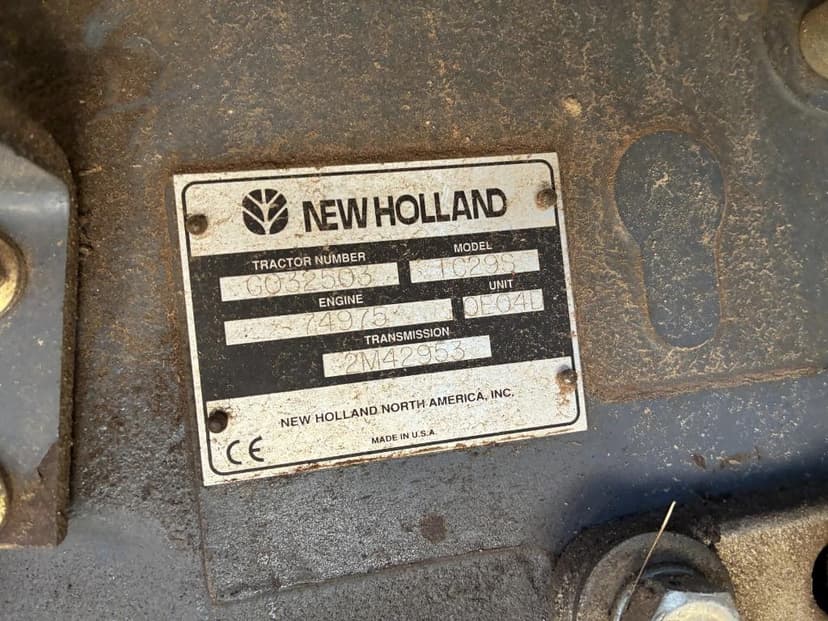 NEW HOLLAND
TRACTOR NUMBER MODEL
G032503 TC29S
ENGINE UNIT
74975 0E04L
TRANSMISSION
2M42953
NEW HOLLAND NORTH AMERICA, INC.
CE MADE IN U.S.A.